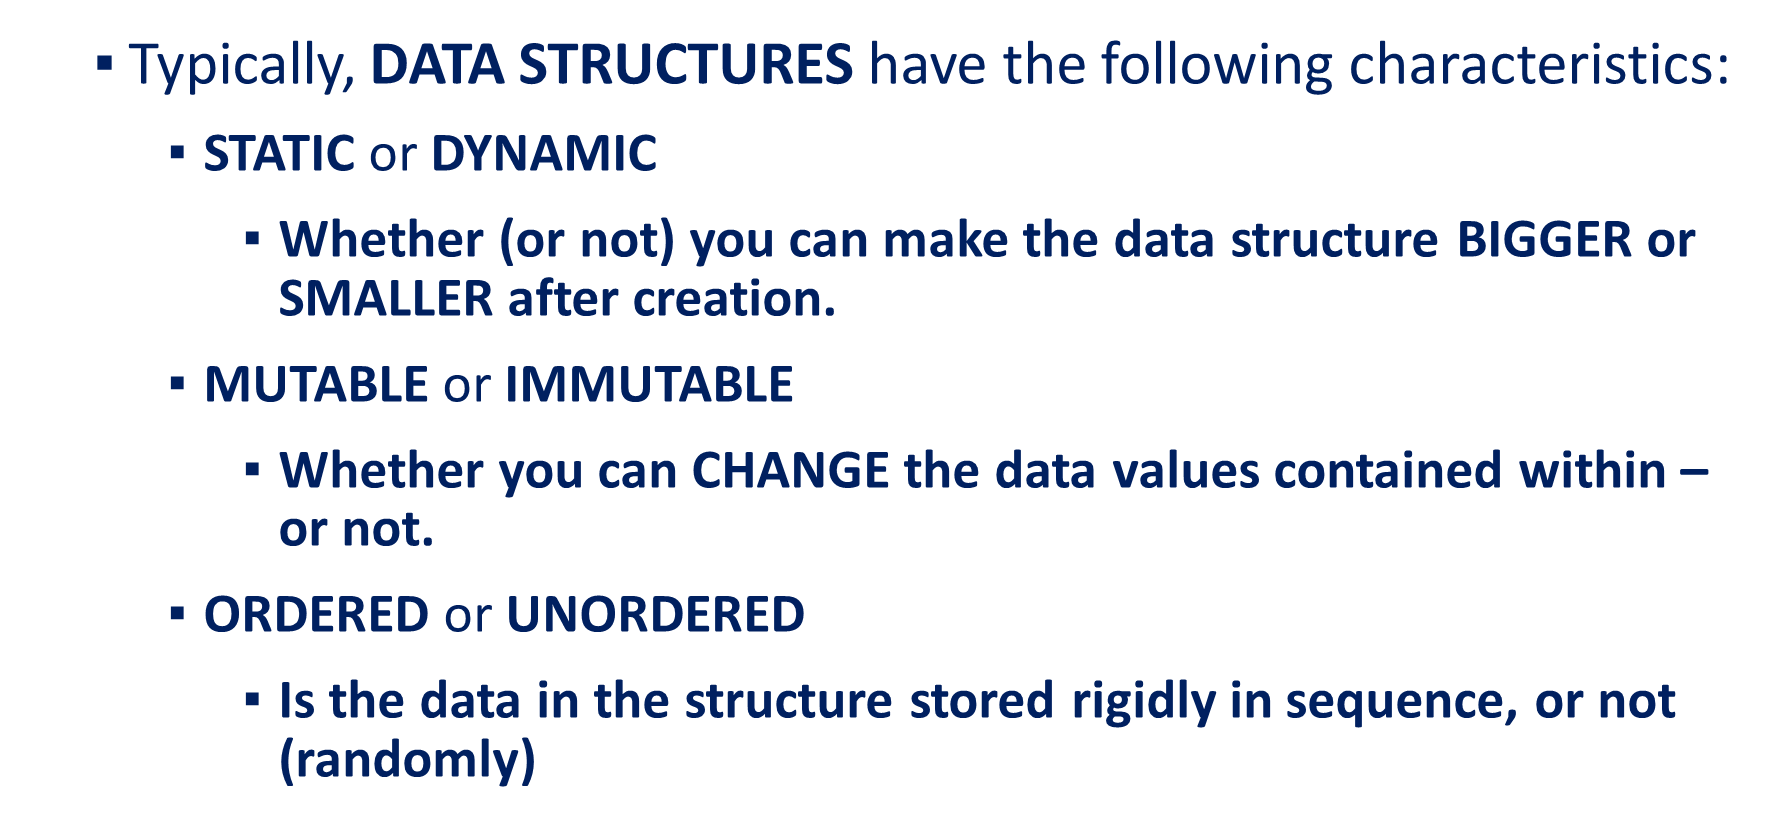 ▪ Typically, DATA STRUCTURES have the following characteristics:
▪ STATIC or DYNAMIC
▪ Whether (or not) you can make the data structure BIGGER or
SMALLER after creation.
▪ MUTABLE or IMMUTABLE
▪ Whether you can CHANGE the data values contained within –
or not.
▪ ORDERED or UNORDERED
▪ Is the data in the structure stored rigidly in sequence, or not
(randomly)